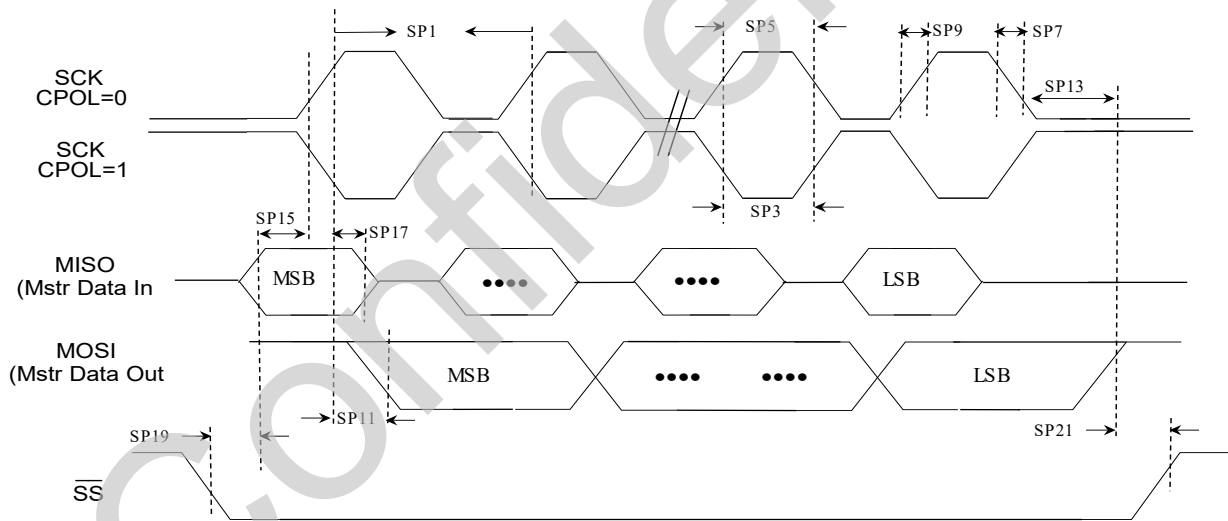 SP1
SP5
SP9
SP7
SCK
CPOL=0
SP13
SCK
CPOL=1
SP3
SP15
SP17
MISO
(Mstr Data In
MSB
●●●●
●●●●
LSB
MOSI
(Mstr Data Out
MSB
●●●● ●●●●
LSB
SP11
SP19
SP21
SS
Confiden